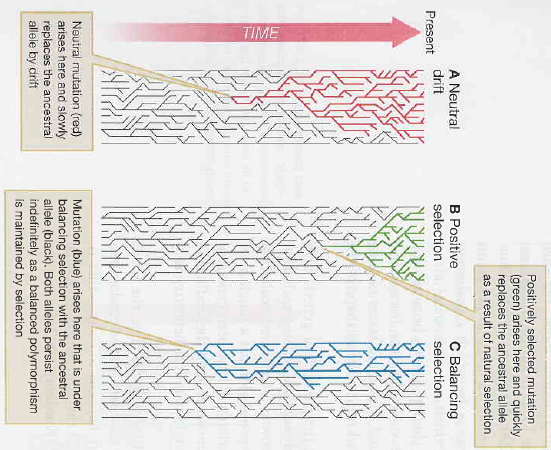 Present
TIME
A Neutral
drift
B Positive
selection
C Balancing
selection
Neutral mutation (red)
arises here and slowly
replaces the ancestral
allele by drift
Positively selected mutation
(green) arises here and quickly
replaces the ancestral allele
as a result of natural selection
Mutation (blue) arises here that is under
balancing selection with the ancestral
allele (black). Both alleles persist
indefinitely as a balanced polymorphism
is maintained by selection